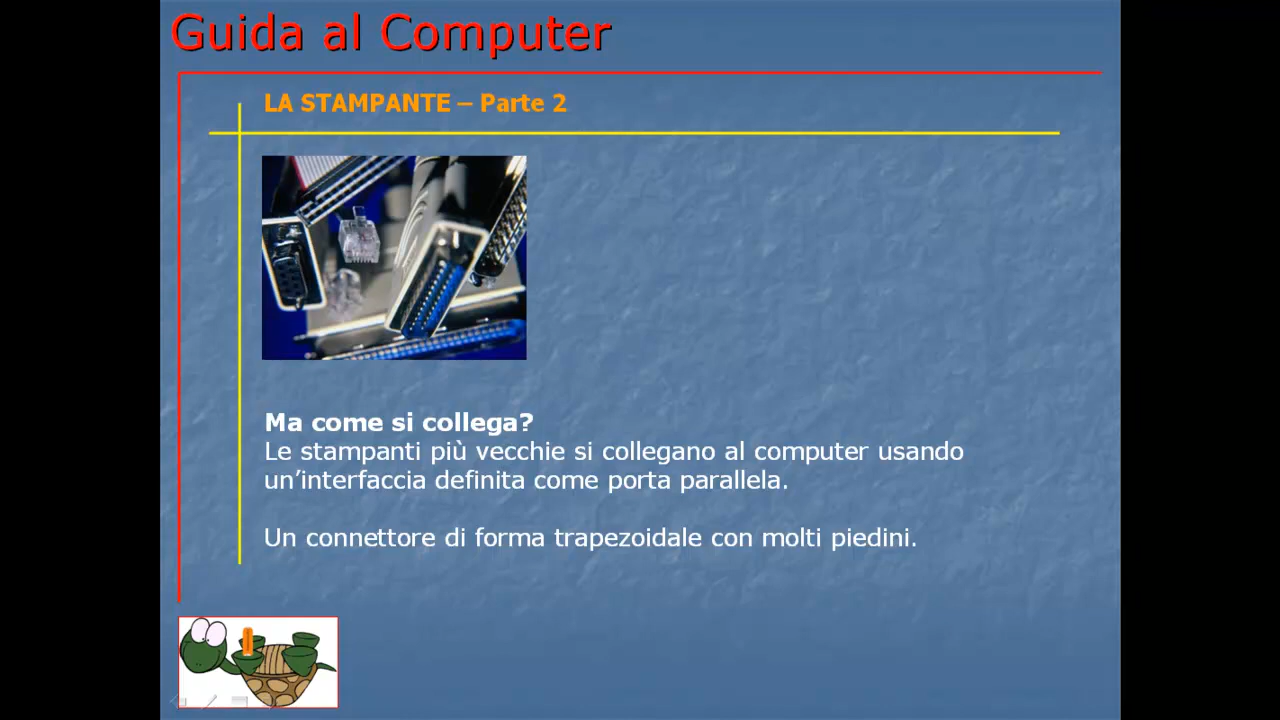 Guida al Computer
LA STAMPANTE – Parte 2
Ma come si collega?
Le stampanti più vecchie si collegano al computer usando
un’interfaccia definita come porta parallela.
Un connettore di forma trapezoidale con molti piedini.